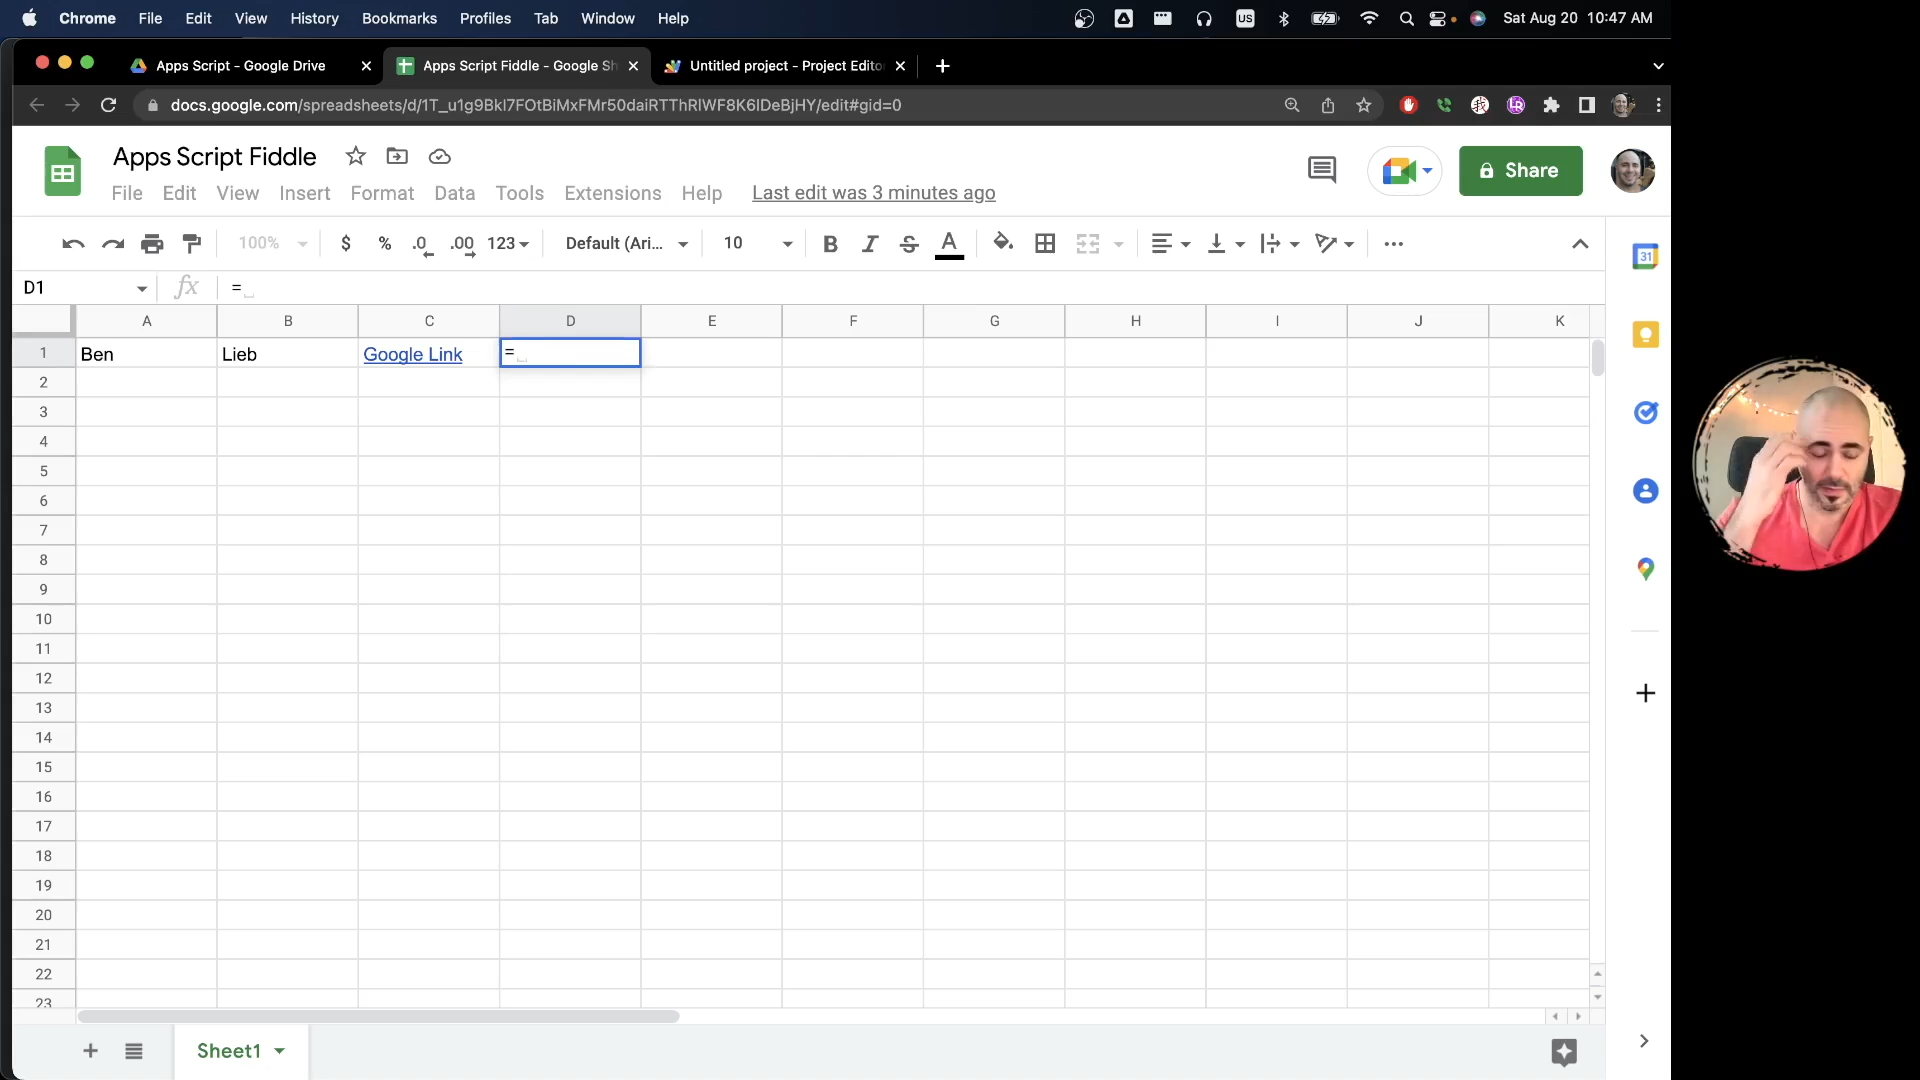 Chrome File Edit View History Bookmarks Profiles Tab Window Help US Sat Aug 20 10:47 AM
Apps Script - Google Drive Apps Script Fiddle - Google Sh Untitled project - Project Edito
docs.google.com/spreadsheets/d/1T_u1g9Bkl7FOtBiMxFMr50daiRTThRlWF8K6lDeBjHY/edit#gid=0
Apps Script Fiddle
Share
File Edit View Insert Format Data Tools Extensions Help Last edit was 3 minutes ago
100% $ % .0 .00 123 Default (Ari... 10 B I S A
31
D1 fx =
A B C D E F G H I J K
1 Ben Lieb Google Link =
2
3
4
5
6
7
8
9
10
11
12
13
14
15
16
17
18
19
20
21
22
23
Sheet1